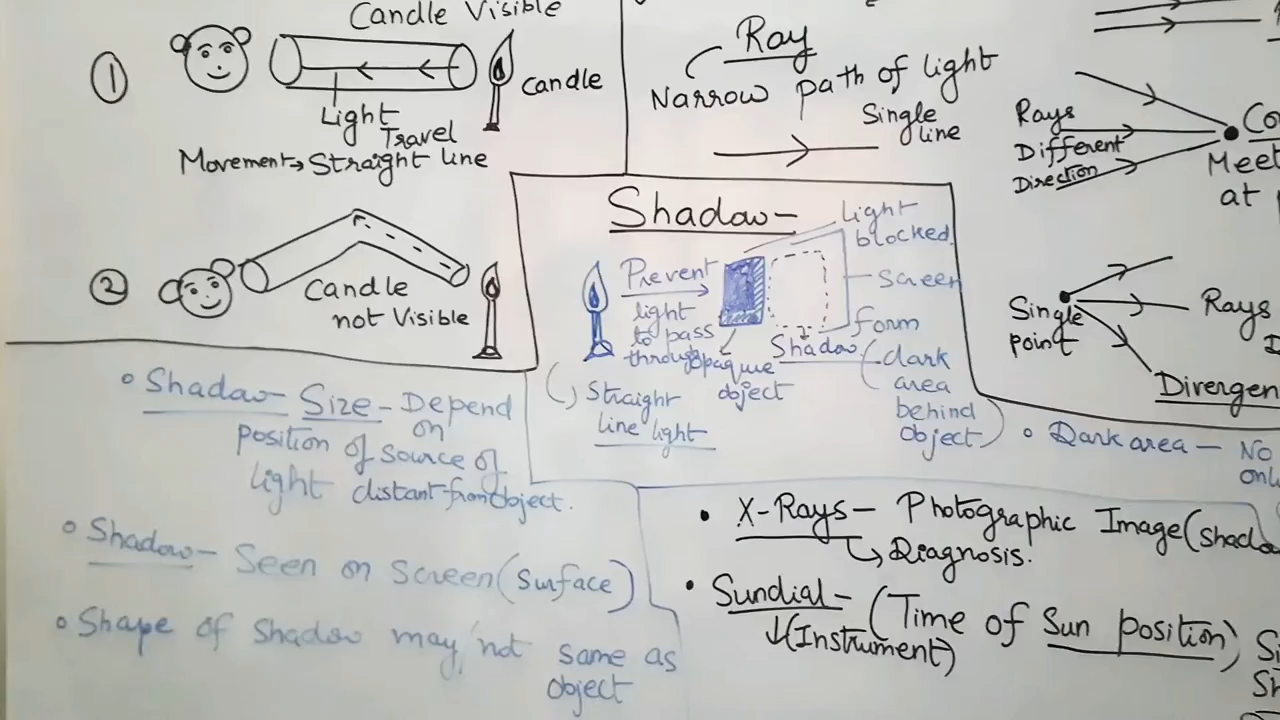 Candle Visible
①
Candle
Light
Travel
Movement → Straight line
②
Candle
not Visible
Ray
Narrow path of light
Single
line
Rays
Different
Direction
Meet
at
Single
point
Rays
Shadow-
Light
blocked.
Prevent
light
to pass
through
Opaque
object
Screen
form
Shadow
dark
area
behind
object
Straight
line light
• Shadow Size - Depend
on
position of source of
light distant from object.
• Shadow - Seen on screen (surface)
• Shape of shadow may not same as
object
• Dark area - No
• X-Rays - Photographic Image (shado
↳ Diagnosis.
• Sundial - (Time of Sun position)
↓ (Instrument)